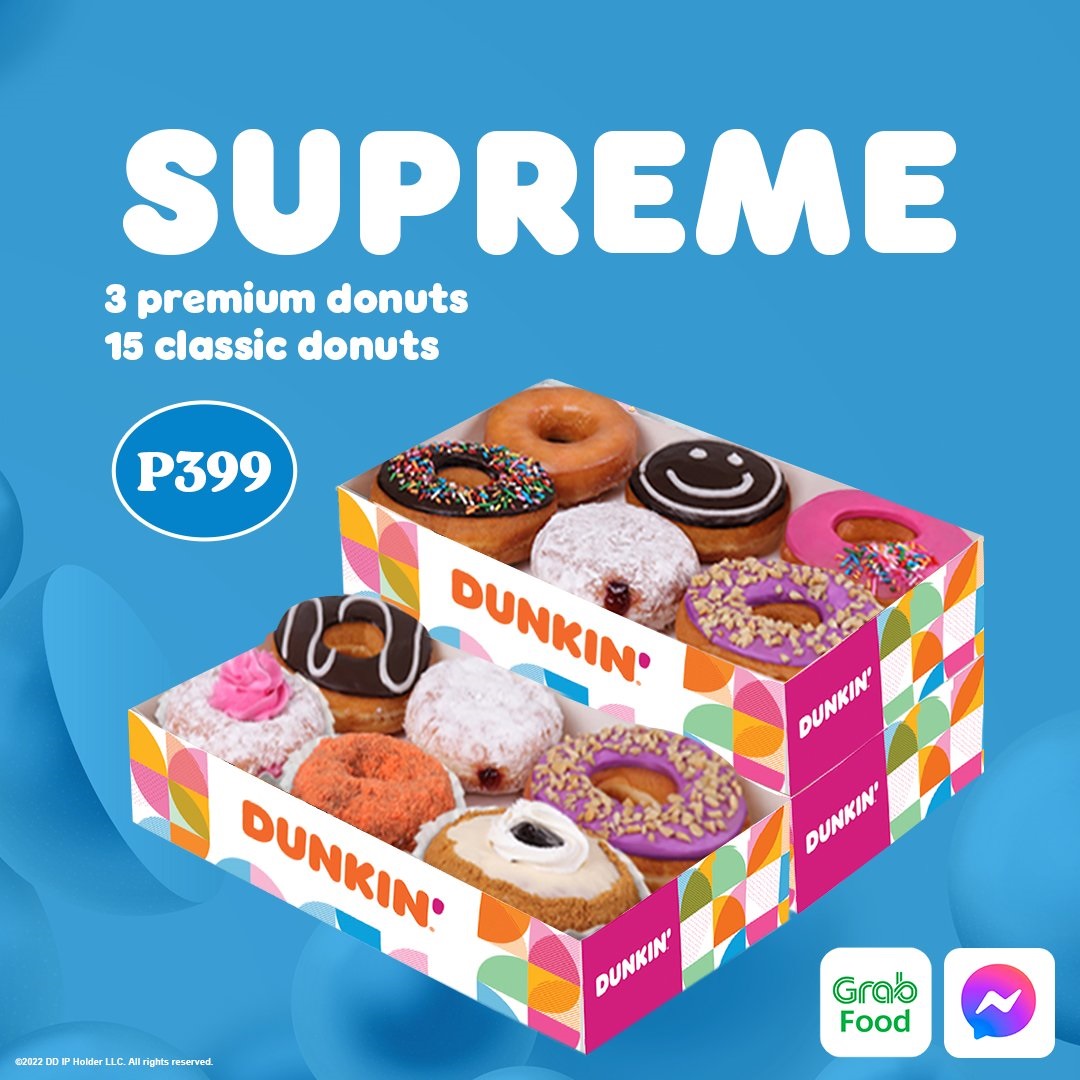 SUPREME
3 premium donuts
15 classic donuts
P399
DUNKIN'
DUNKIN'
DUNKIN'
DUNKIN'
DUNKIN'
Grab
Food
©2022 DD IP Holder LLC. All rights reserved.